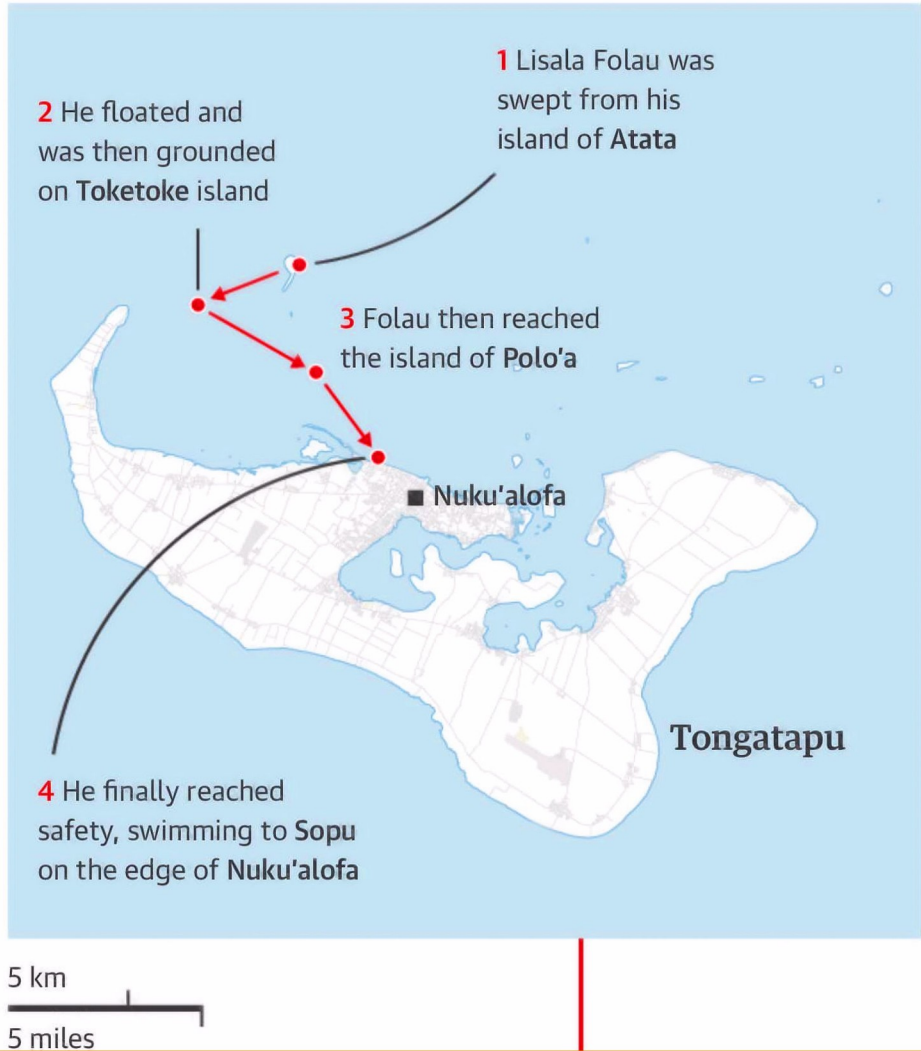 1 Lisala Folau was
swept from his
island of Atata
2 He floated and
was then grounded
on Toketoke island
3 Folau then reached
the island of Polo'a
Nuku'alofa
Tongatapu
4 He finally reached
safety, swimming to Sopu
on the edge of Nuku'alofa
5 km
5 miles